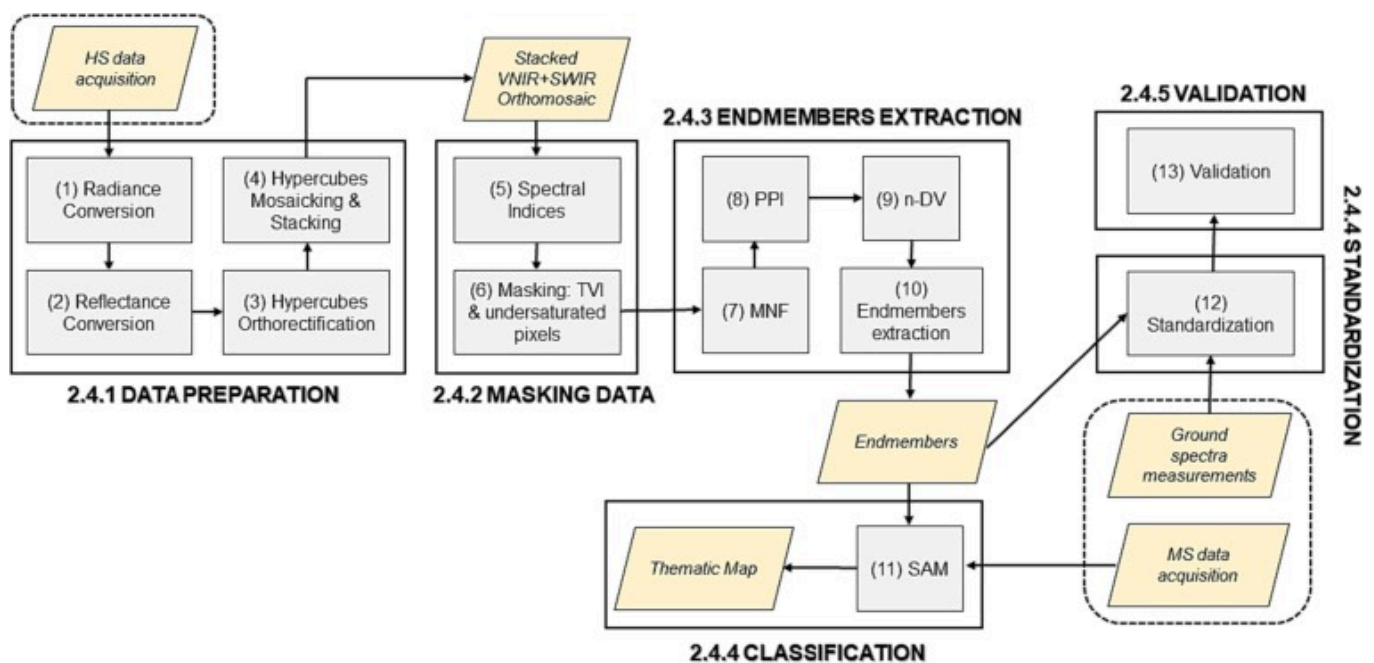 HS data
acquisition
(1) Radiance
Conversion
(2) Reflectance
Conversion
(3) Hypercubes
Orthorectification
(4) Hypercubes
Mosaicking &
Stacking
2.4.1 DATA PREPARATION
Stacked
VNIR+SWIR
Orthomosaic
(5) Spectral
Indices
(6) Masking: TVI
& undersaturated
pixels
2.4.2 MASKING DATA
2.4.3 ENDMEMBERS EXTRACTION
(7) MNF
(8) PPI
(9) n-DV
(10)
Endmembers
extraction
Endmembers
(11) SAM
Thematic Map
2.4.4 CLASSIFICATION
2.4.5 VALIDATION
(13) Validation
(12)
Standardization
2.4.4 STANDARDIZATION
Ground
spectra
measurements
MS data
acquisition